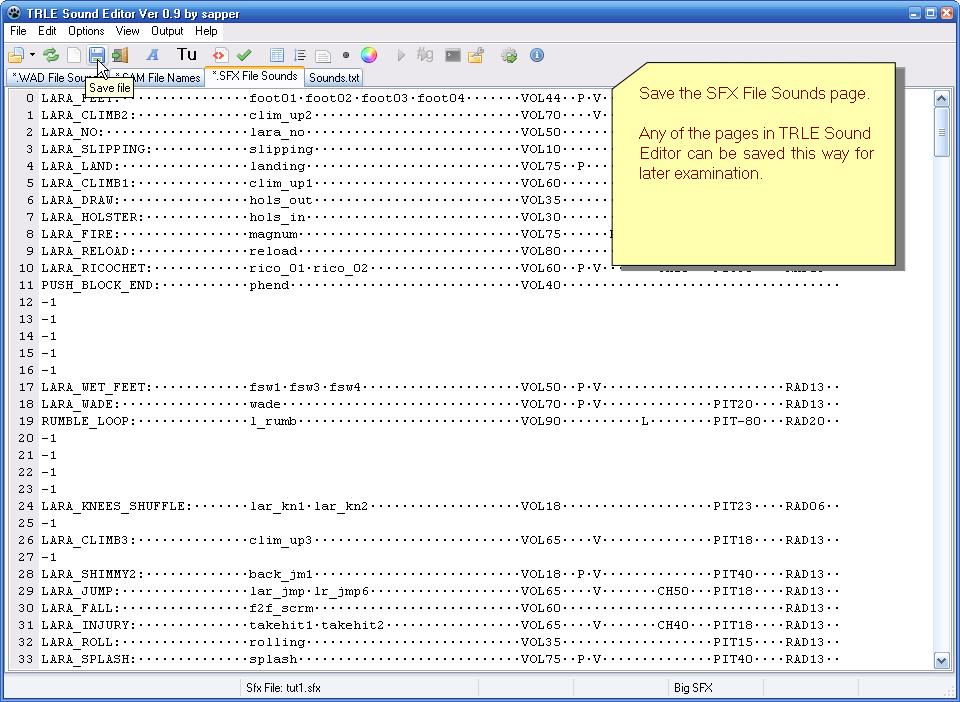 TRLE Sound Editor Ver 0.9 by sapper
File Edit Options View Output Help
A Tu
*.WAD File Soun AM File Names *.SFX File Sounds Sounds.txt
Save file
Save the SFX File Sounds page.
Any of the pages in TRLE Sound
Editor can be saved this way for
later examination.
0 LARA_FEET:·············foot01·foot02·foot03·foot04·······VOL44··P·V·
1 LARA_CLIMB2:·············clim_up2··························VOL70····V·
2 LARA_NO:·············lara_no··························VOL50
3 LARA_SLIPPING:············slipping··························VOL10
4 LARA_LAND:·············landing··························VOL75··P
5 LARA_CLIMB1:·············clim_up1··························VOL60
6 LARA_DRAW:·············hols_out··························VOL35
7 LARA_HOLSTER:·············hols_in··························VOL30
8 LARA_FIRE:·············magnum··························VOL75
9 LARA_RELOAD:·············reload··························VOL80
10 LARA_RICOCHET:············rico_01·rico_02···················VOL60··P·V
11 PUSH_BLOCK_END:···········phend······························VOL40···································
12 -1
13 -1
14 -1
15 -1
16 -1
17 LARA_WET_FEET:············fsw1·fsw3·fsw4····················VOL50··P·V·······················RAD13··
18 LARA_WADE:················wade······························VOL70··P·V··············PIT20····RAD13··
19 RUMBLE_LOOP:··············l_rumb····························VOL90··········L········PIT-80···RAD20··
20 -1
21 -1
22 -1
23 -1
24 LARA_KNEES_SHUFFLE:·······lar_kn1·lar_kn2···················VOL18···················PIT23····RAD06··
25 -1
26 LARA_CLIMB3:··············clim_up3··························VOL65····V··············PIT18····RAD13··
27 -1
28 LARA_SHIMMY2:·············back_jm1··························VOL18··P·V··············PIT40····RAD13··
29 LARA_JUMP:················lar_jmp·lr_jmp6···················VOL65····V·······CH50···PIT18····RAD13··
30 LARA_FALL:················f2f_scrm··························VOL60····························RAD13··
31 LARA_INJURY:··············takehit1·takehit2·················VOL65····V·······CH40···PIT18····RAD13··
32 LARA_ROLL:················rolling···························VOL35···················PIT15····RAD13··
33 LARA_SPLASH:··············splash····························VOL75··P·V··············PIT40····RAD13··
Sfx File: tut1.sfx Big SFX